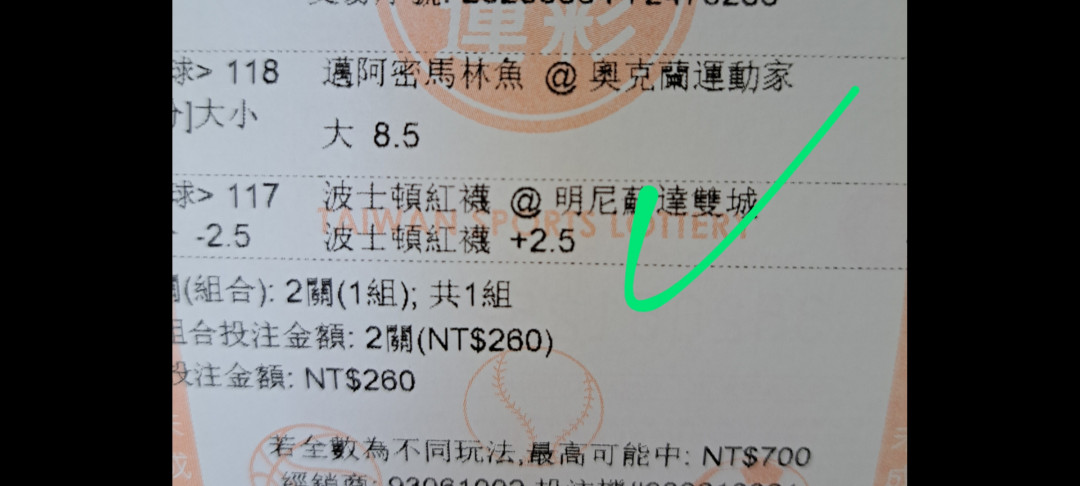 運彩
球> 118 邁阿密馬林魚 @ 奧克蘭運動家
]大小 大 8.5
球> 117 波士頓紅襪 @ 明尼蘇達雙城
TAIWAN SPORTS LOTTERY
-2.5 波士頓紅襪 +2.5
(組合): 2關(1組); 共1組
組合投注金額: 2關(NT$260)
投注金額: NT$260
若全數為不同玩法,最高可能中: NT$700